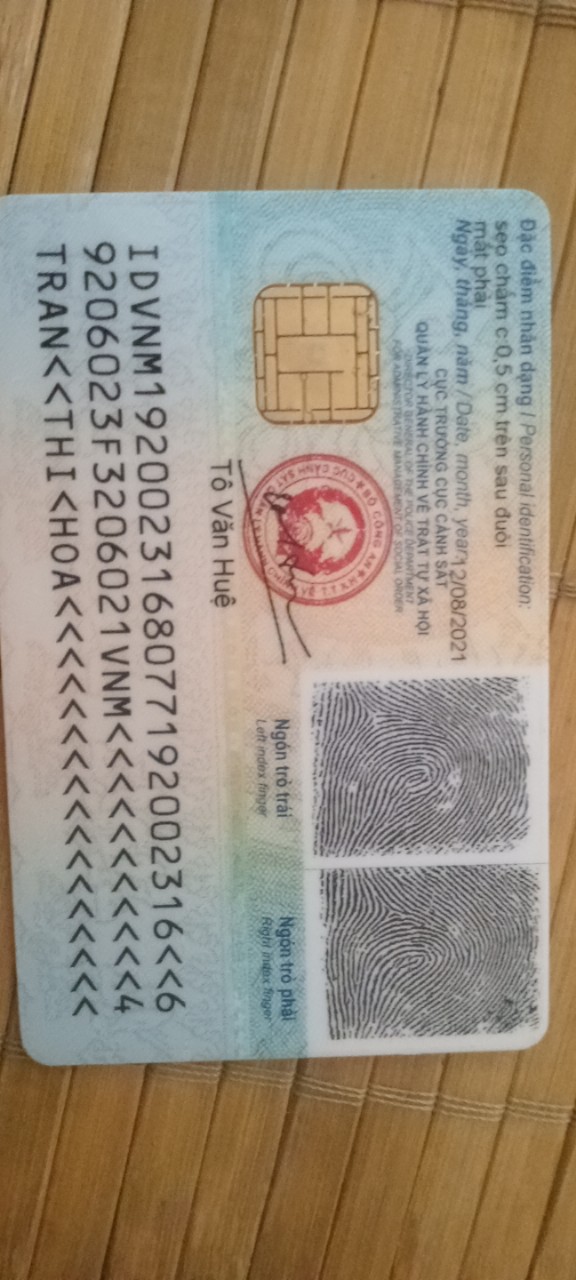 Đặc điểm nhân dạng / Personal identification:
sẹo chấm c:0,5 cm trên sau đuôi
mắt phải
Ngày, tháng, năm / Date, month, year: 12/08/2021
CỤC TRƯỞNG CỤC CẢNH SÁT
QUẢN LÝ HÀNH CHÍNH VỀ TRẬT TỰ XÃ HỘI
DIRECTOR GENERAL OF THE POLICE DEPARTMENT
FOR ADMINISTRATIVE MANAGEMENT OF SOCIAL ORDER
BỘ CÔNG AN
Tô Văn Huệ
Ngón trỏ trái
Left index finger
Ngón trỏ phải
Right index finger
IDVNM1920023168077192002316<<6
9206023F3206021VNM<<<<<<<<<<<4
TRAN<<THI<HOA<<<<<<<<<<<<<<<<<